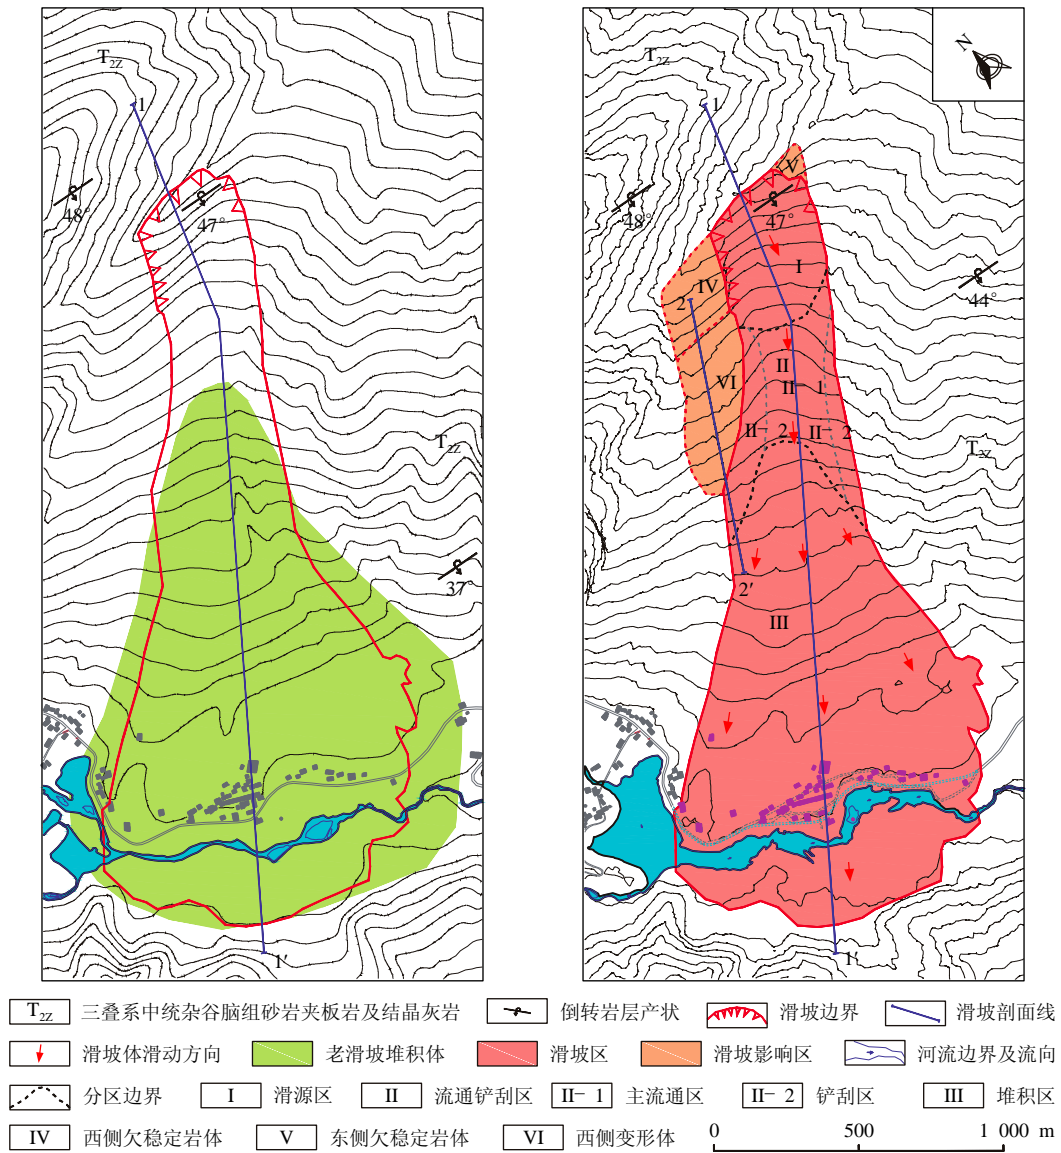 T2Z
1
48°
47°
T2Z
37°
1′
N
T2Z
1
V
48°
47°
I
44°
IV
2
II
VI
II－1
II－2
II－2
T2Z
2′
III
1′
T2Z 三叠系中统杂谷脑组砂岩夹板岩及结晶灰岩 倒转岩层产状 滑坡边界 滑坡剖面线
滑坡体滑动方向 老滑坡堆积体 滑坡区 滑坡影响区 河流边界及流向
分区边界 I 滑源区 II 流通铲刮区 II－1 主流通区 II－2 铲刮区 III 堆积区
IV 西侧欠稳定岩体 V 东侧欠稳定岩体 VI 西侧变形体 0 500 1 000 m